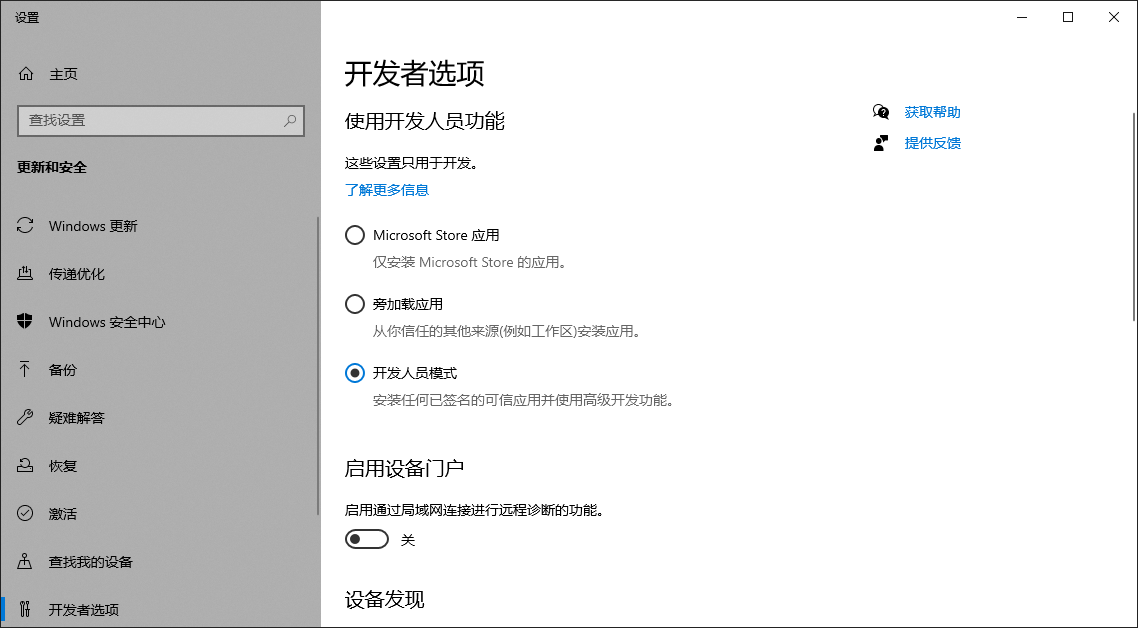 设置
主页
查找设置
更新和安全
Windows 更新
传递优化
Windows 安全中心
备份
疑难解答
恢复
激活
查找我的设备
开发者选项
开发者选项
使用开发人员功能
这些设置只用于开发。
了解更多信息
Microsoft Store 应用
仅安装 Microsoft Store 的应用。
旁加载应用
从你信任的其他来源(例如工作区)安装应用。
开发人员模式
安装任何已签名的可信应用并使用高级开发功能。
启用设备门户
启用通过局域网连接进行远程诊断的功能。
关
设备发现
获取帮助
提供反馈